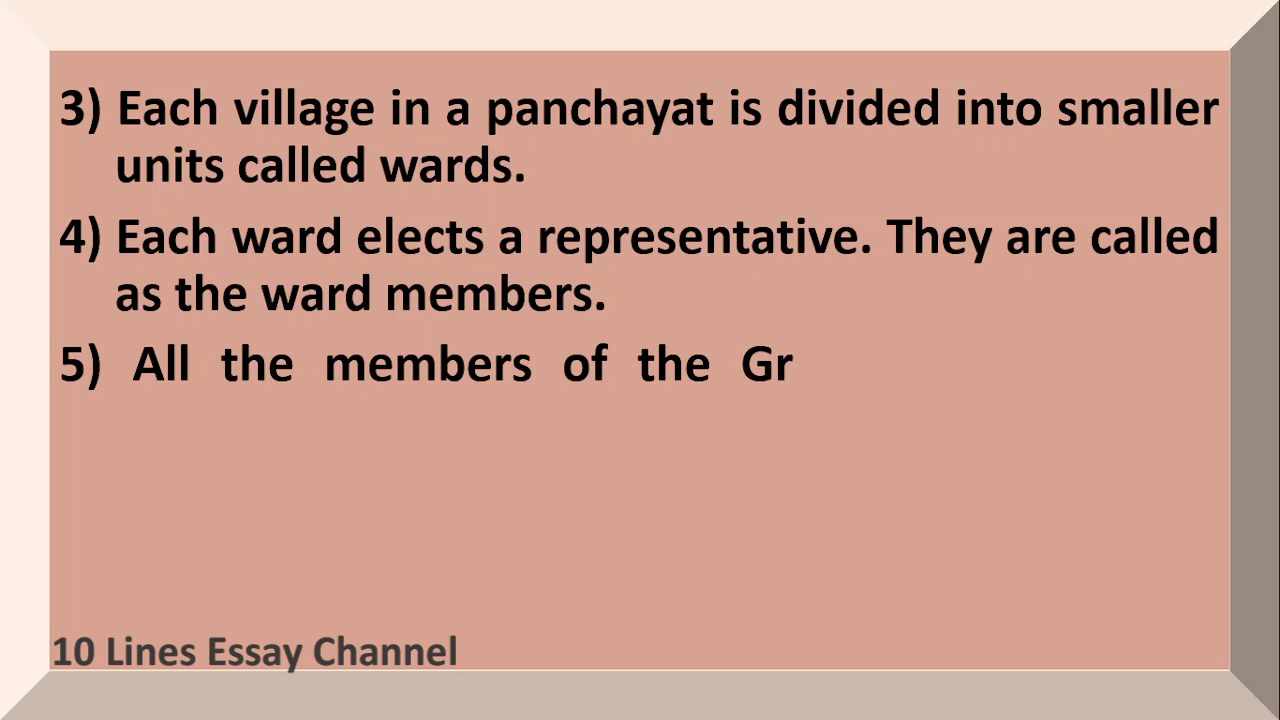 3) Each village in a panchayat is divided into smaller
units called wards.
4) Each ward elects a representative. They are called
as the ward members.
5) All the members of the Gr
10 Lines Essay Channel